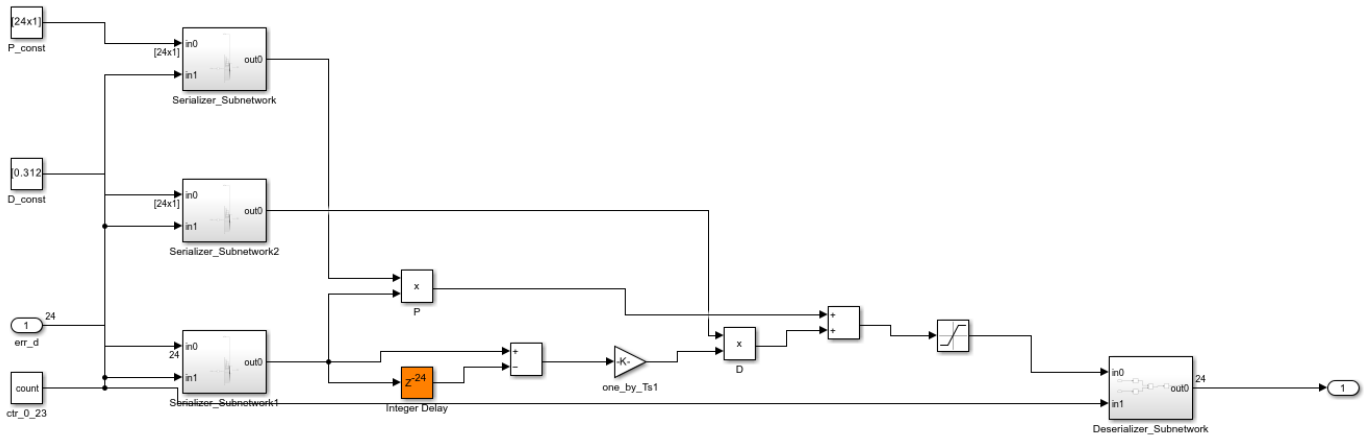 [24x1]
P_const
in0
[24x1]
in1
out0
Serializer_Subnetwork
[0.312
D_const
in0
[24x1]
in1
out0
Serializer_Subnetwork2
x
P
1
24
err_d
in0
24
in1
out0
Serializer_Subnetwork1
count
ctr_0_23
Z-24
Integer Delay
+
−
-K-
one_by_Ts1
x
D
+
+
in0
in1
out0
24
Deserializer_Subnetwork
1